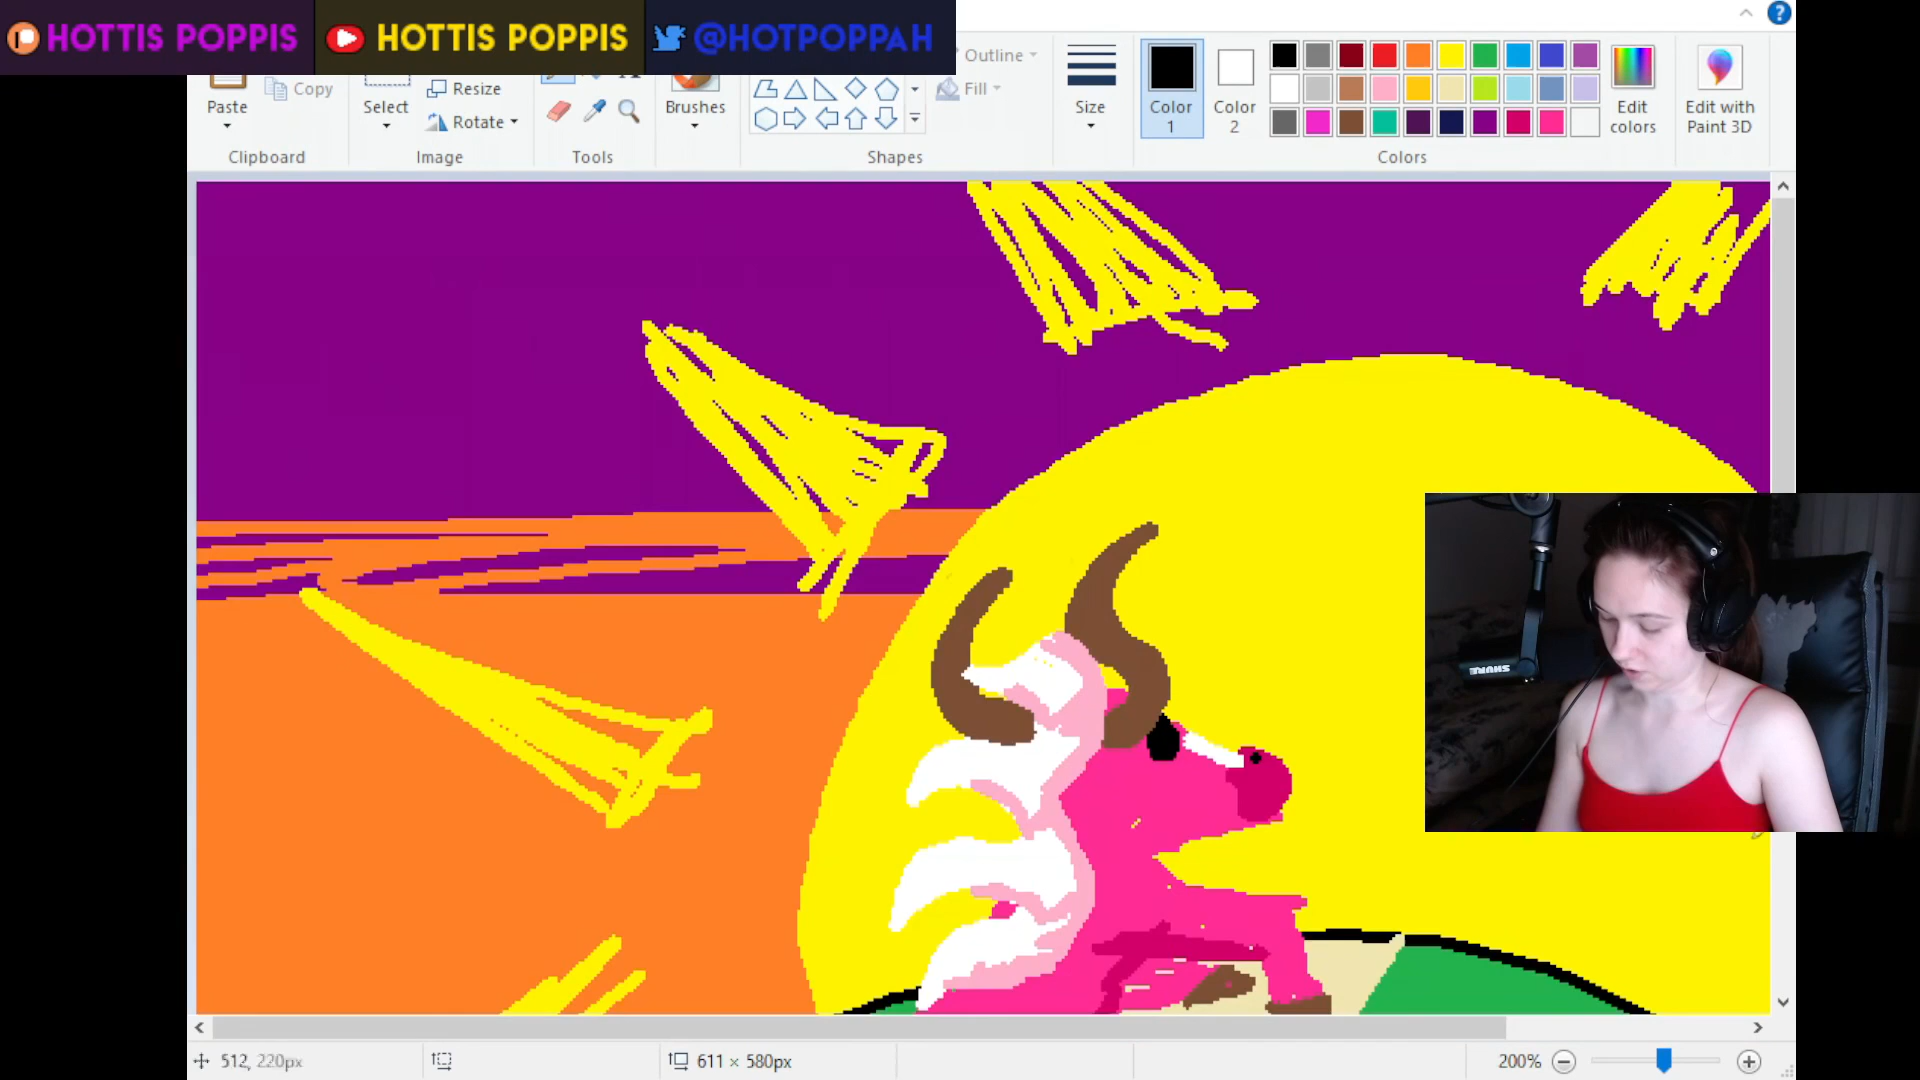 HOTTIS POPPIS
HOTTIS POPPIS
@HOTPOPPAH
Paste
Copy
Clipboard
Select
Resize
Rotate
Image
Tools
Brushes
Shapes
Outline
Fill
Size
Color 1
Color 2
Colors
Edit colors
Edit with Paint 3D
SHURE
512, 220px
611 × 580px
200%